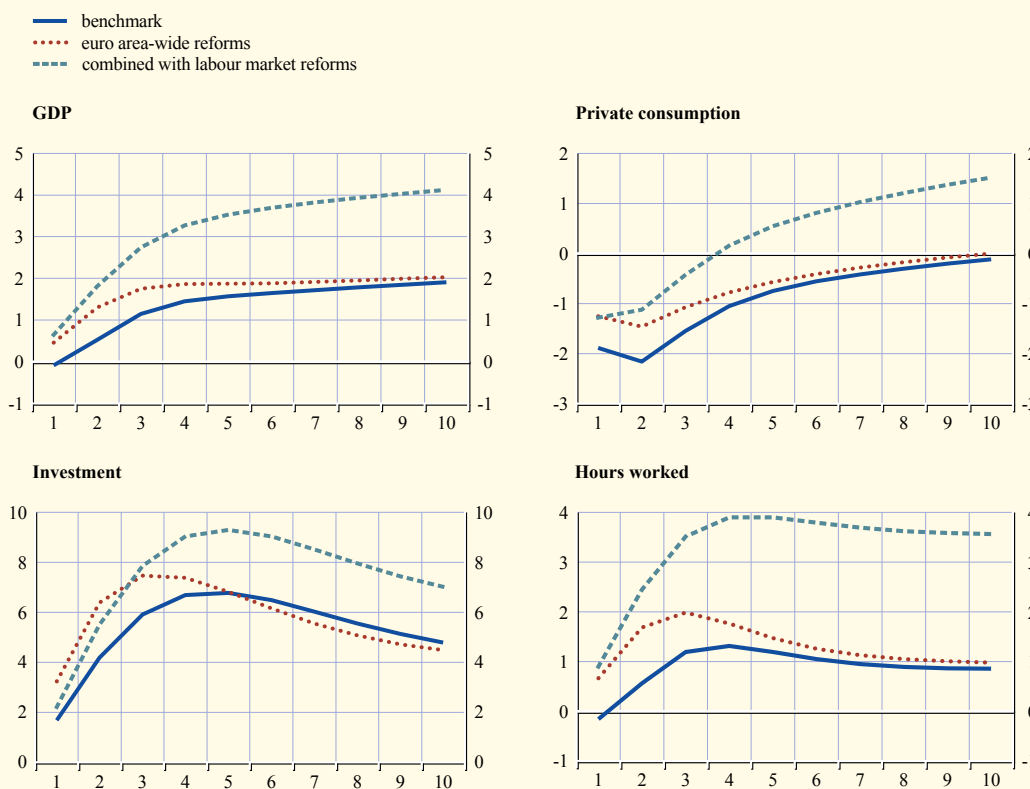 benchmark
euro area-wide reforms
combined with labour market reforms
GDP
5 5
4 4
3 3
2 2
1 1
0 0
-1 -1
1 2 3 4 5 6 7 8 9 10
Private consumption
2
1
0
-1
-2
-3
1 2 3 4 5 6 7 8 9 10
Investment
10 10
8 8
6 6
4 4
2 2
0 0
1 2 3 4 5 6 7 8 9 10
Hours worked
4
3
2
1
0
-1
1 2 3 4 5 6 7 8 9 10